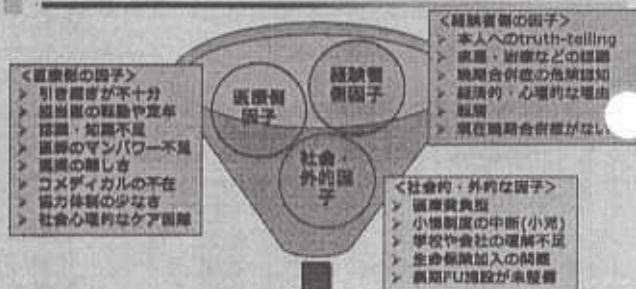 <医療側の因子>
➢ 引き継ぎが不十分
➢ 担当医の転勤や定年
➢ 認識・知識不足
➢ 医師のマンパワー不足
➢ 連携の難しさ
➢ コメディカルの不在
➢ 協力体制の少なさ
➢ 社会心理的なケア困難
医療側
因子
経験者
側因子
社会・
外的因
子
<経験者側の因子>
➢ 本人へのtruth-telling
➢ 疾患・治療などの認識
➢ 晩期合併症の危険認知
➢ 経済的・心理的な理由
➢ 転居
➢ 現在晩期合併症がない
<社会的・外的な因子>
➢ 医療費負担
➢ 小慢制度の中断(小児)
➢ 学校や会社の理解不足
➢ 生命保険加入の問題
➢ 長期FU施設が未整備